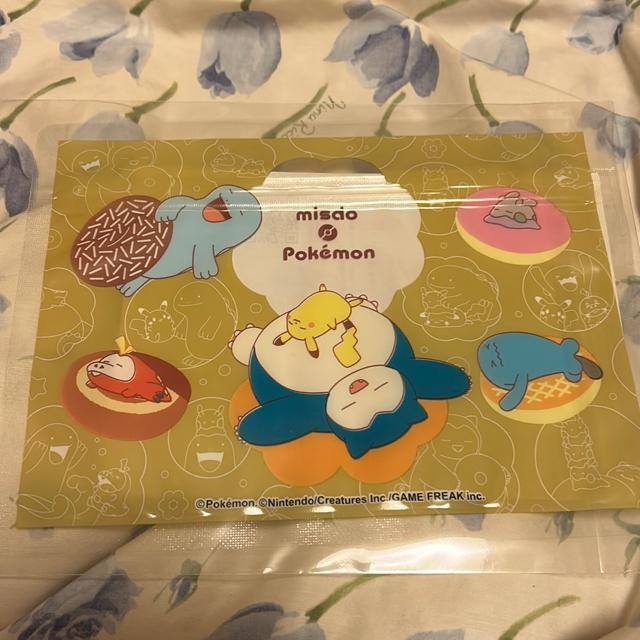 misdo
Pokémon
©Pokémon. ©Nintendo/Creatures Inc./GAME FREAK inc.